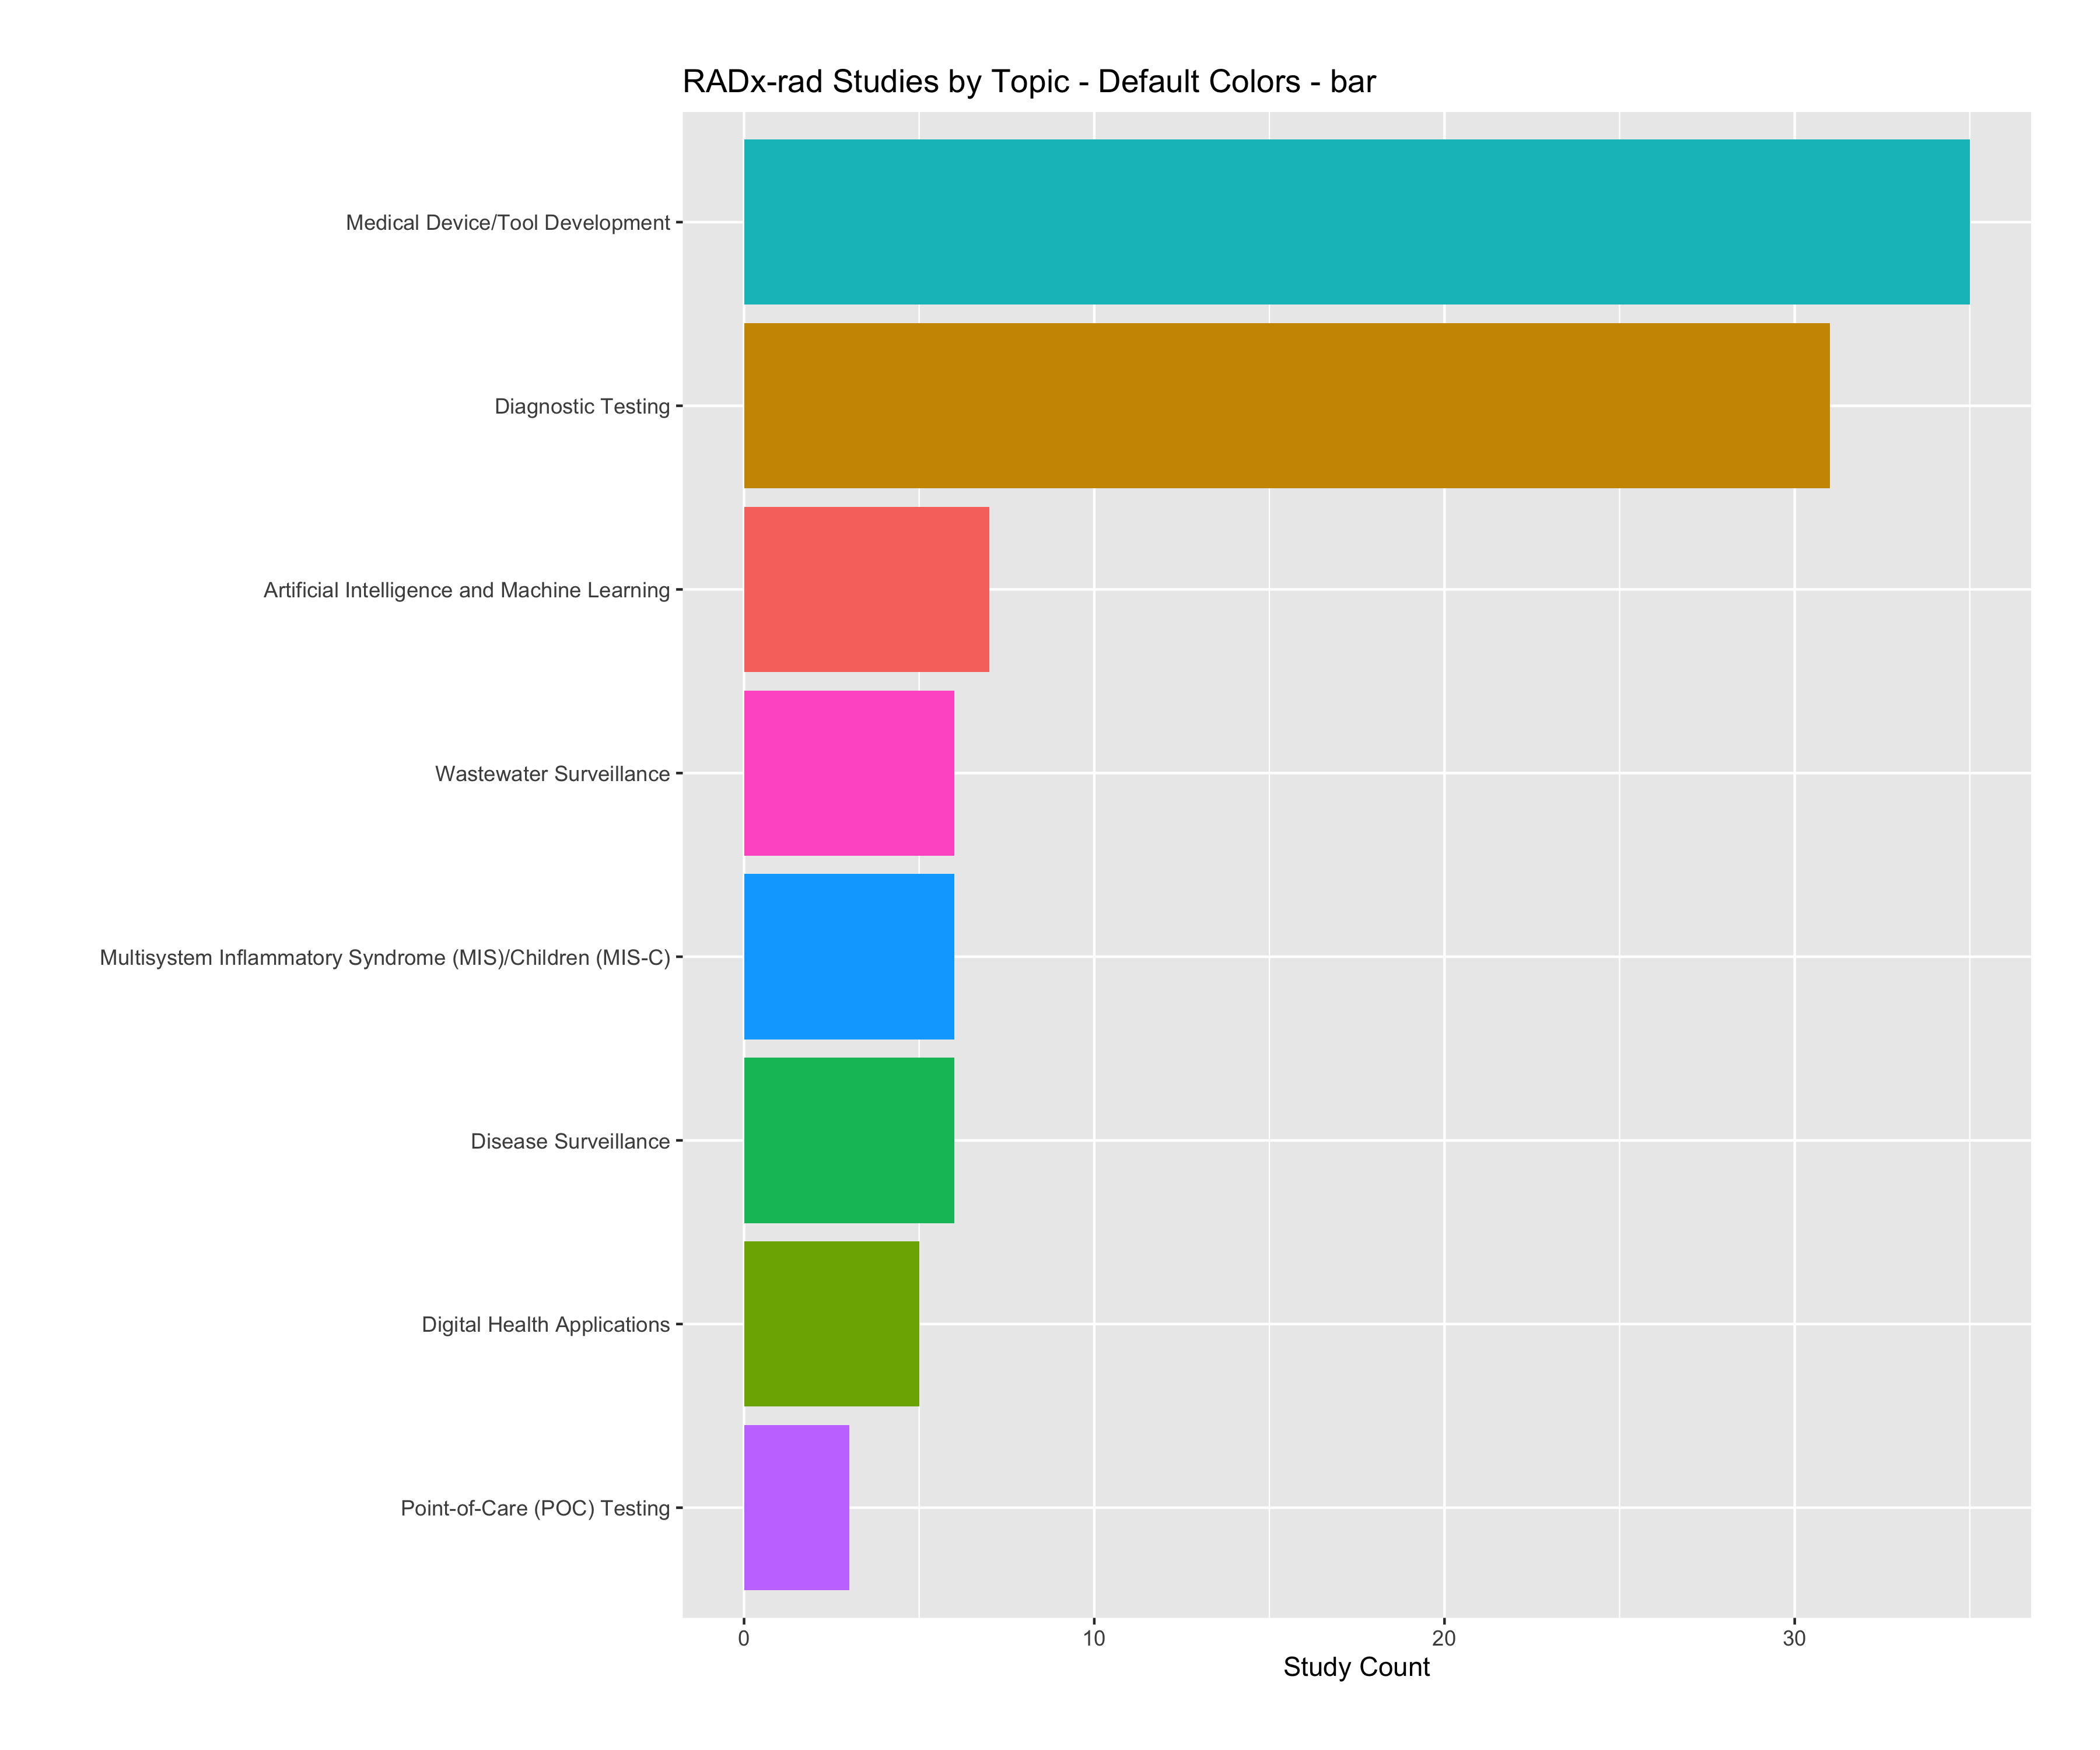 RADx-rad Studies by Topic - Default Colors - bar
Medical Device/Tool Development
Diagnostic Testing
Artificial Intelligence and Machine Learning
Wastewater Surveillance
Multisystem Inflammatory Syndrome (MIS)/Children (MIS-C)
Disease Surveillance
Digital Health Applications
Point-of-Care (POC) Testing
0 10 20 30
Study Count